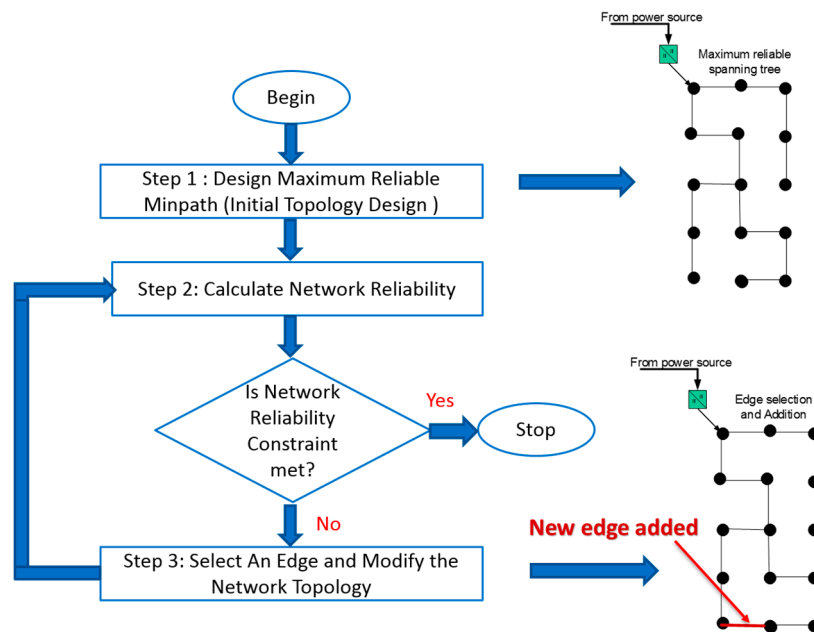 Begin
Step 1 : Design Maximum Reliable
Minpath (Initial Topology Design )
Step 2: Calculate Network Reliability
Is Network
Reliability
Constraint
met?
Yes
Stop
No
Step 3: Select An Edge and Modify the
Network Topology
From power source
Maximum reliable
spanning tree
From power source
Edge selection
and Addition
New edge added